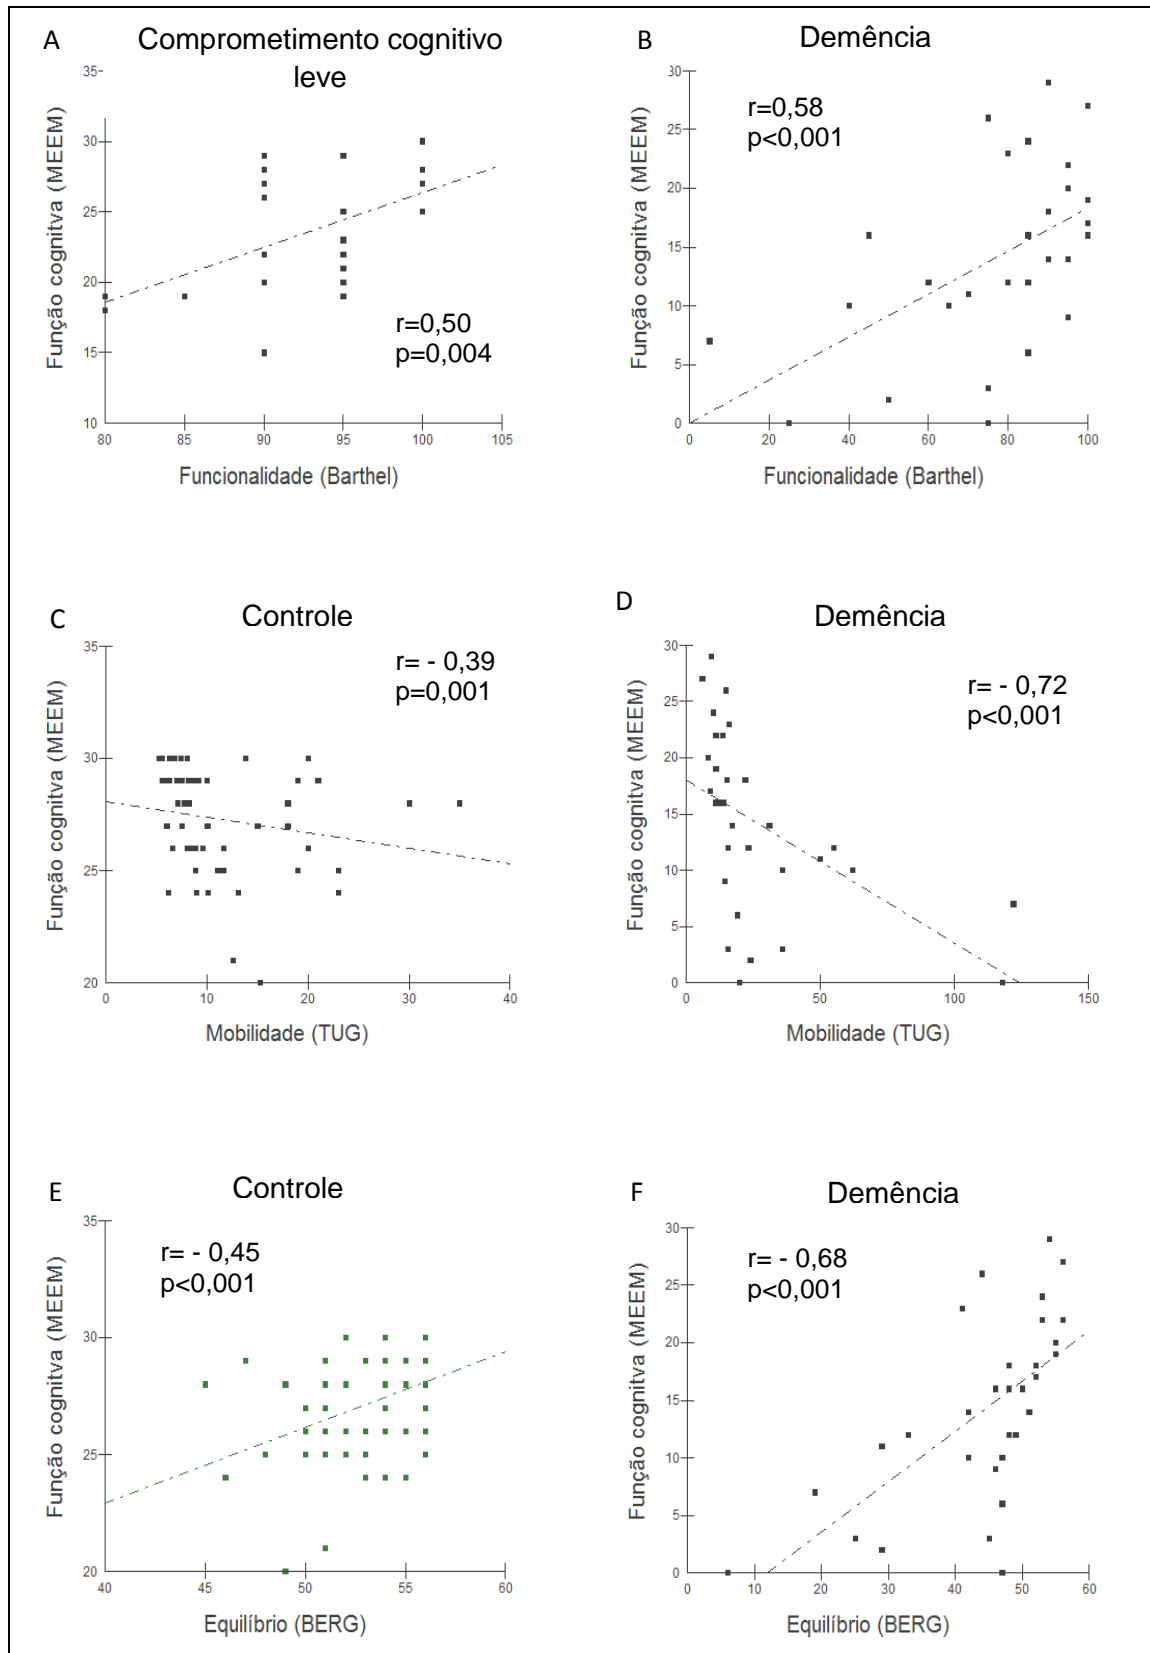 A
Comprometimento cognitivo
leve
35
30
25
20
15
10
80
85
90
95
100
105
Função cognitva (MEEM)
Funcionalidade (Barthel)
r=0,50
p=0,004
B
Demência
30
25
20
15
10
5
0
0
20
40
60
80
100
Função cognitva (MEEM)
Funcionalidade (Barthel)
r=0,58
p<0,001
C
Controle
35
30
25
20
0
10
20
30
40
Função cognitva (MEEM)
Mobilidade (TUG)
r= - 0,39
p=0,001
D
Demência
30
25
20
15
10
5
0
0
50
100
150
Função cognitva (MEEM)
Mobilidade (TUG)
r= - 0,72
p<0,001
E
Controle
35
30
25
20
40
45
50
55
60
Função cognitva (MEEM)
Equilíbrio (BERG)
r= - 0,45
p<0,001
F
Demência
30
25
20
15
10
5
0
0
10
20
30
40
50
60
Função cognitva (MEEM)
Equilíbrio (BERG)
r= - 0,68
p<0,001